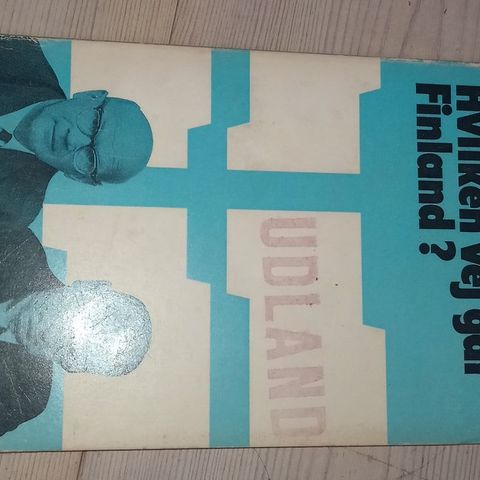 Hvilken vej går
Finland ?
UDLAND